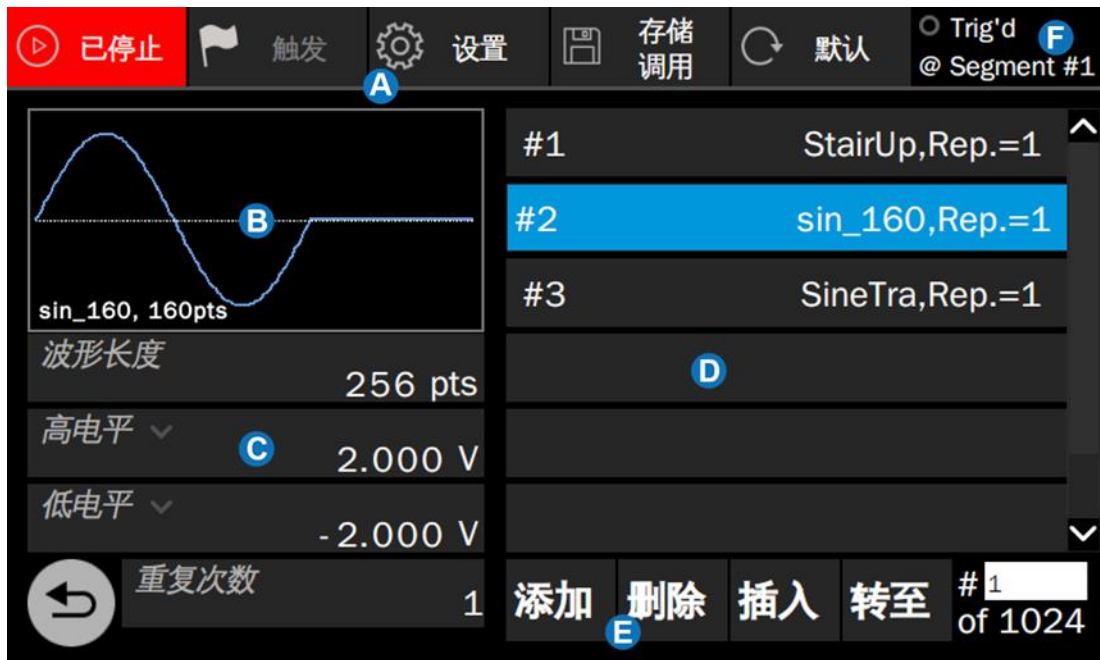 已停止
触发
设置
存储
调用
默认
Trig'd
@ Segment #1
F
A
B
sin_160, 160pts
波形长度
256 pts
高电平
C
2.000 V
低电平
-2.000 V
重复次数
1
#1 StairUp,Rep.=1
#2 sin_160,Rep.=1
#3 SineTra,Rep.=1
D
添加 删除 插入 转至
E
# 1
of 1024